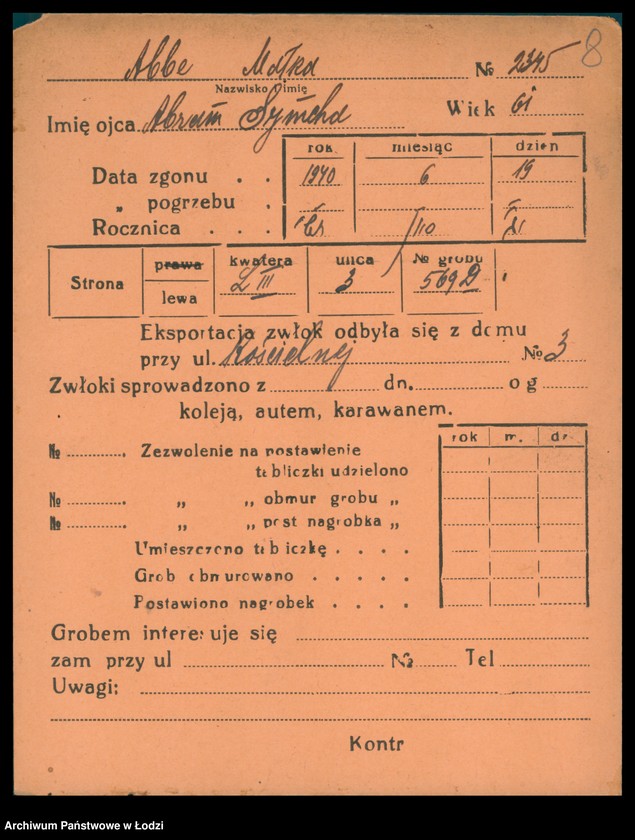 8
Abbe Małka № 2345
Nazwisko i imię
Imię ojca Abram Symcha Wiek 61
rok miesiąc dzień
Data zgonu . . 1940 6 19
„ pogrzebu .
Rocznica . . .
Strona prawa kwatera ulica № grobu
lewa L III 3 569 D
Eksportacja zwłok odbyła się z domu
przy ul. Kościelnej № 3
Zwłoki sprowadzono z dn. o g
koleją, autem, karawanem.
rok m. dz.
№ . Zezwolenie na postawienie
tabliczki udzielono
№ . „ „ obmur grobu „
№ . „ „ post nagrobka „
Umieszczono tabliczkę . . . .
Grób obmurowano . . . . .
Postawiono nagrobek . . . .
Grobem interesuje się
zam przy ul № Tel
Uwagi:
Kontr
Archiwum Państwowe w Łodzi